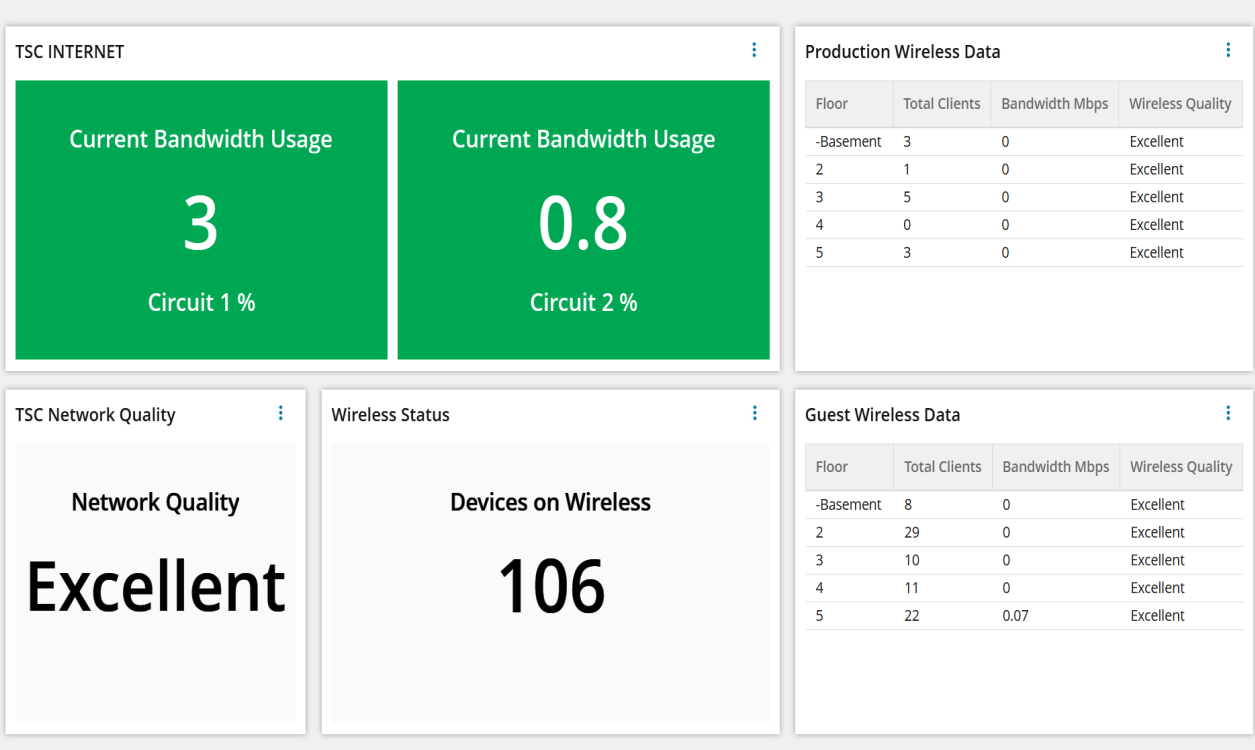 TSC INTERNET
Current Bandwidth Usage
3
Circuit 1 %
Current Bandwidth Usage
0.8
Circuit 2 %
Production Wireless Data
Floor Total Clients Bandwidth Mbps Wireless Quality
-Basement 3 0 Excellent
2 1 0 Excellent
3 5 0 Excellent
4 0 0 Excellent
5 3 0 Excellent
TSC Network Quality
Network Quality
Excellent
Wireless Status
Devices on Wireless
106
Guest Wireless Data
Floor Total Clients Bandwidth Mbps Wireless Quality
-Basement 8 0 Excellent
2 29 0 Excellent
3 10 0 Excellent
4 11 0 Excellent
5 22 0.07 Excellent